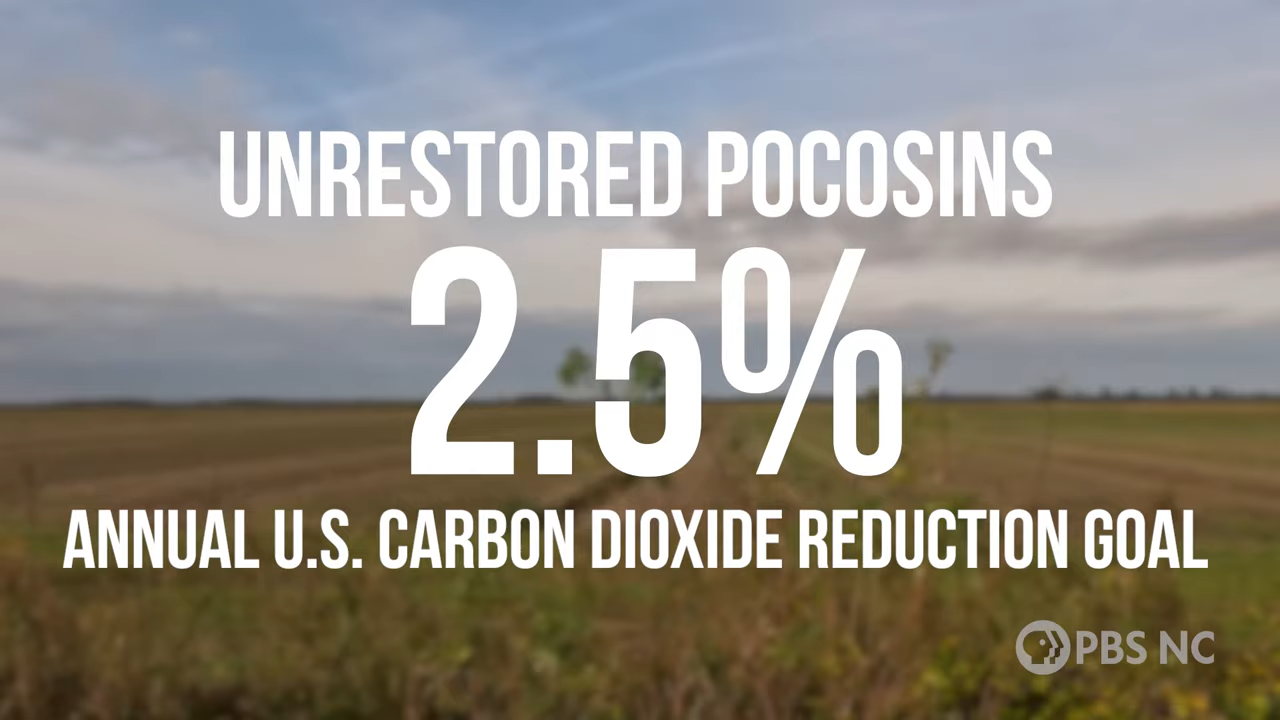 UNRESTORED POCOSINS
2.5%
ANNUAL U.S. CARBON DIOXIDE REDUCTION GOAL
PBS NC